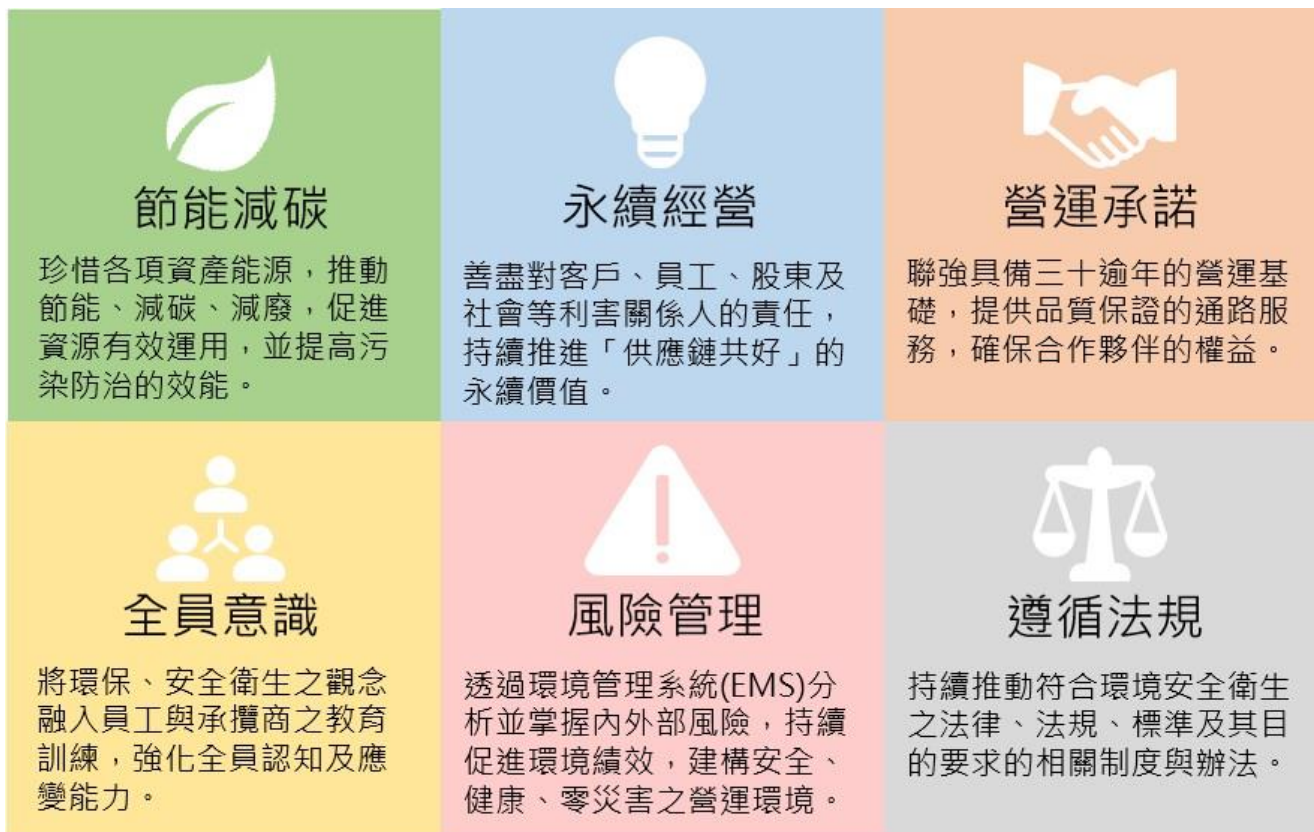 節能減碳
珍惜各項資產能源，推動
節能、減碳、減廢，促進
資源有效運用，並提高污
染防治的效能。
永續經營
善盡對客戶、員工、股東及
社會等利害關係人的責任，
持續推進「供應鏈共好」的
永續價值。
營運承諾
聯強具備三十逾年的營運基
礎，提供品質保證的通路服
務，確保合作夥伴的權益。
全員意識
將環保、安全衛生之觀念
融入員工與承攬商之教育
訓練，強化全員認知及應
變能力。
風險管理
透過環境管理系統(EMS)分
析並掌握內外部風險，持續
促進環境績效，建構安全、
健康、零災害之營運環境。
遵循法規
持續推動符合環境安全衛生
之法律、法規、標準及其目
的要求的相關制度與辦法。